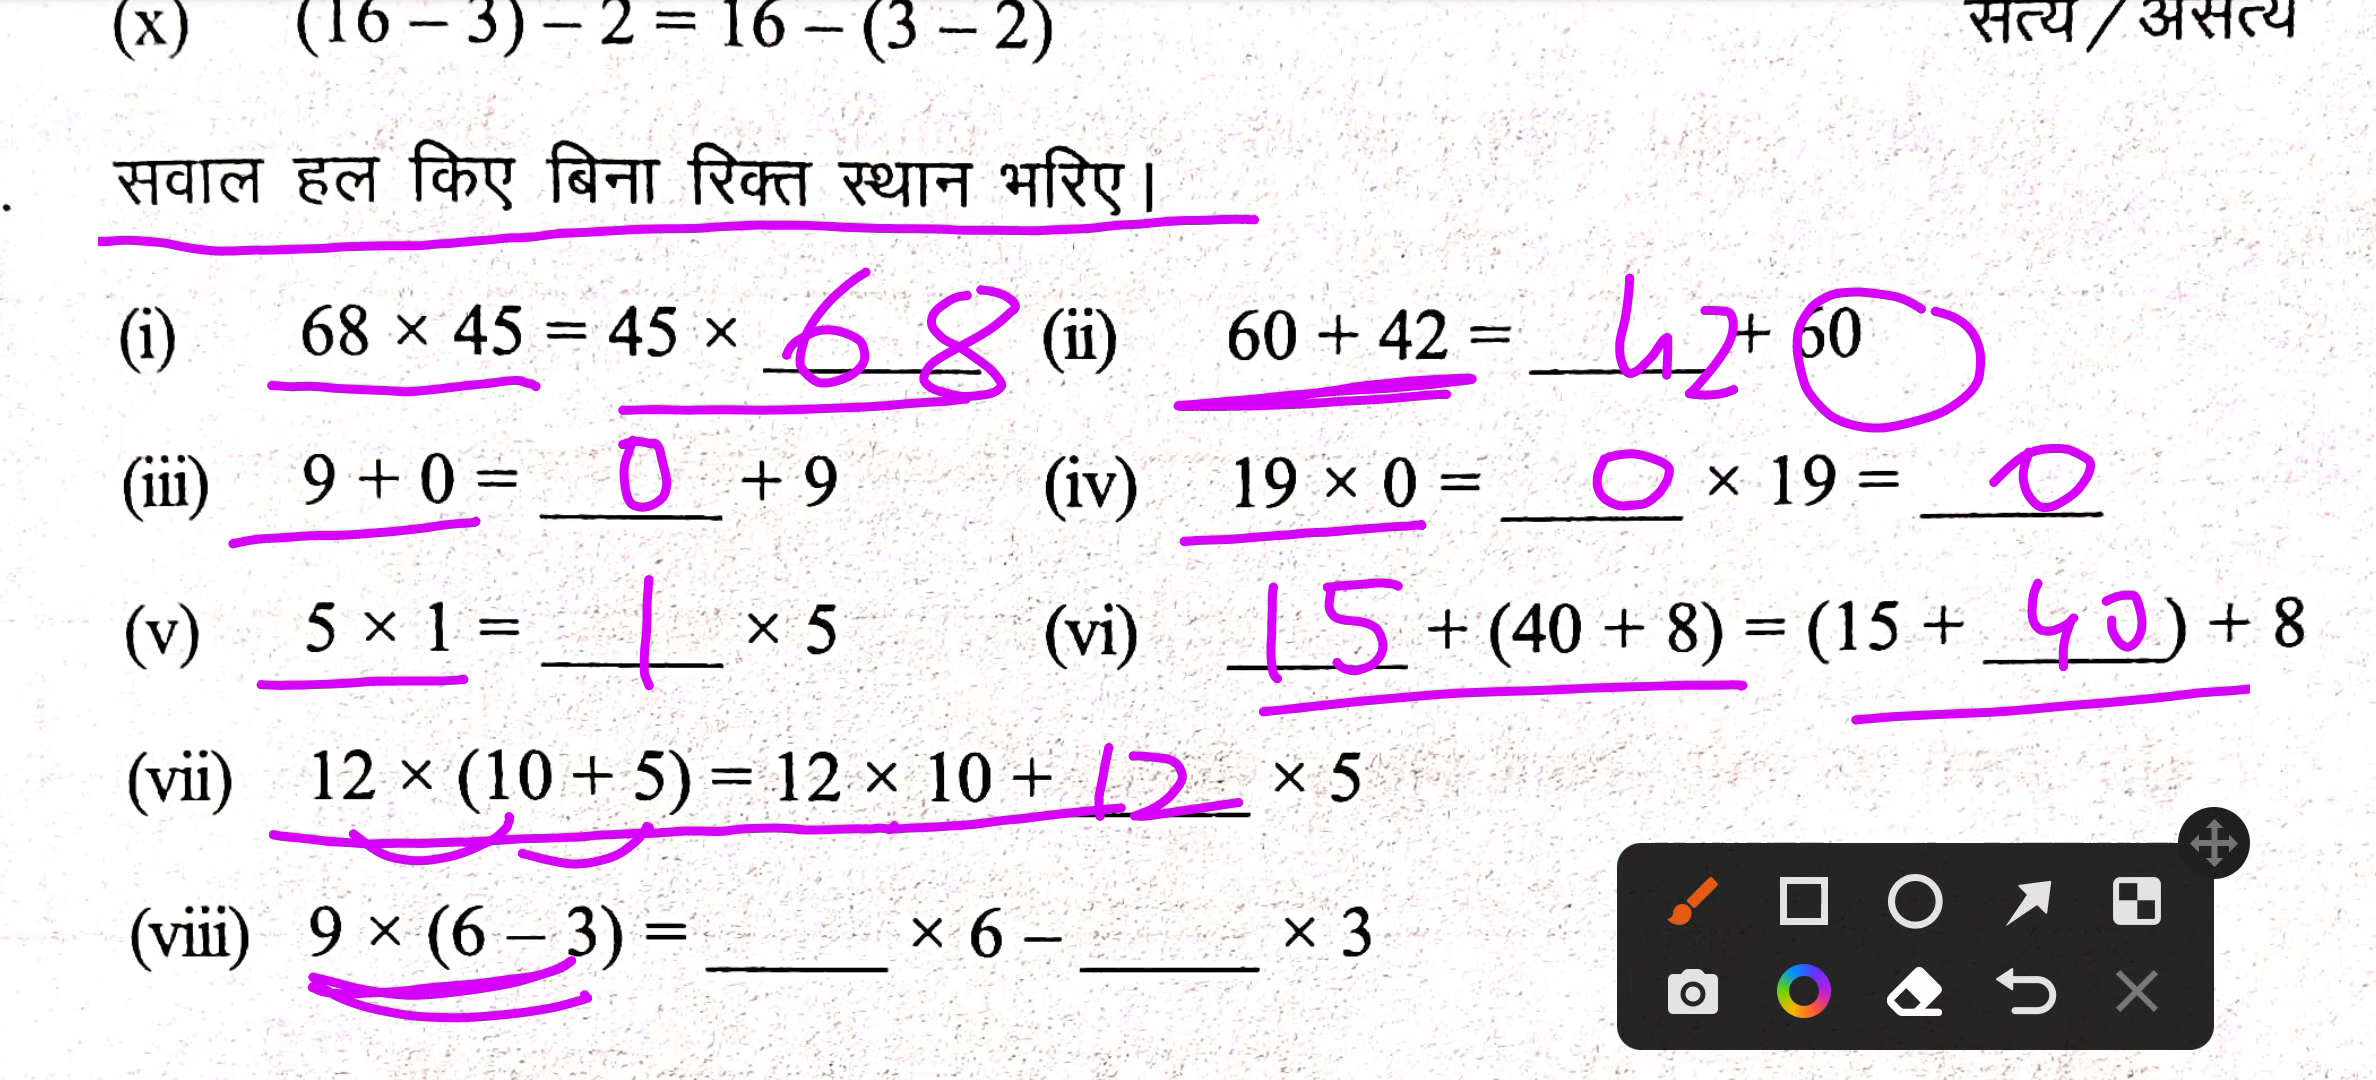 (x) (16 – 3) – 2 = 16 – (3 – 2) सत्य / असत्य
. सवाल हल किए बिना रिक्त स्थान भरिए।
(i) 68 × 45 = 45 × 68 (ii) 60 + 42 = 42 + 60
(iii) 9 + 0 = 0 + 9 (iv) 19 × 0 = 0 × 19 = 0
(v) 5 × 1 = 1 × 5 (vi) 15 + (40 + 8) = (15 + 40) + 8
(vii) 12 × (10 + 5) = 12 × 10 + 12 × 5
(viii) 9 × (6 – 3) = ____ × 6 – ____ × 3